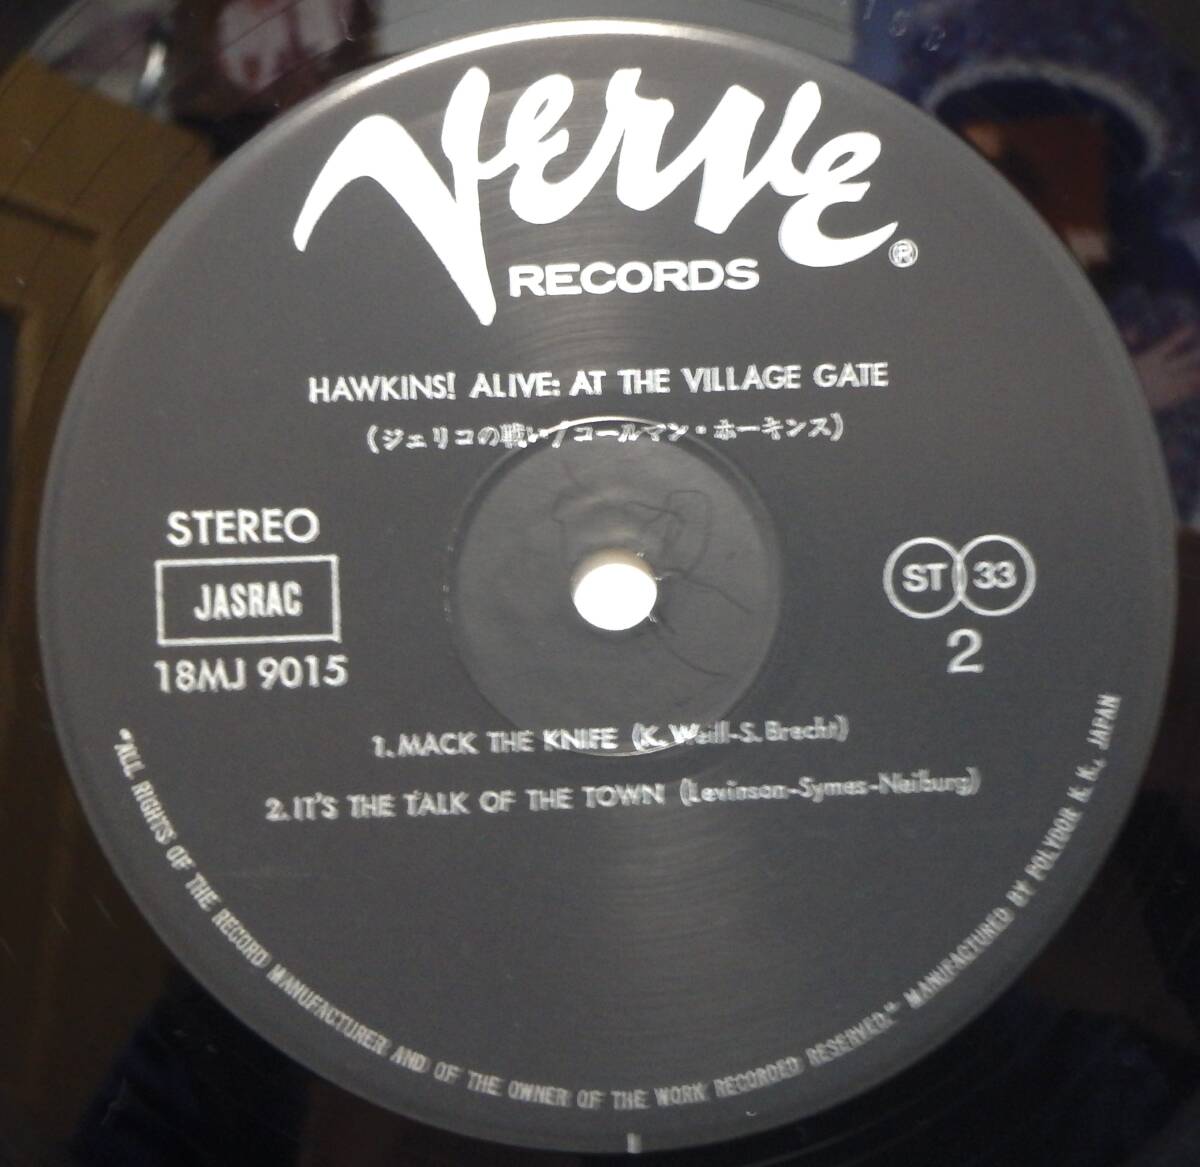 Verve ®
RECORDS
HAWKINS! ALIVE: AT THE VILLAGE GATE
(ジェリコの戦い/コールマン・ホーキンス)
STEREO
JASRAC
18MJ 9015
ST 33
2
1. MACK THE KNIFE (K. Weill-S. Brecht)
2. IT'S THE TALK OF THE TOWN (Levinson-Symes-Neiburg)
"ALL RIGHTS OF THE RECORD MANUFACTURER AND OF THE OWNER OF THE WORK RECORDED RESERVED." MANUFACTURED BY POLYDOR K. K., JAPAN